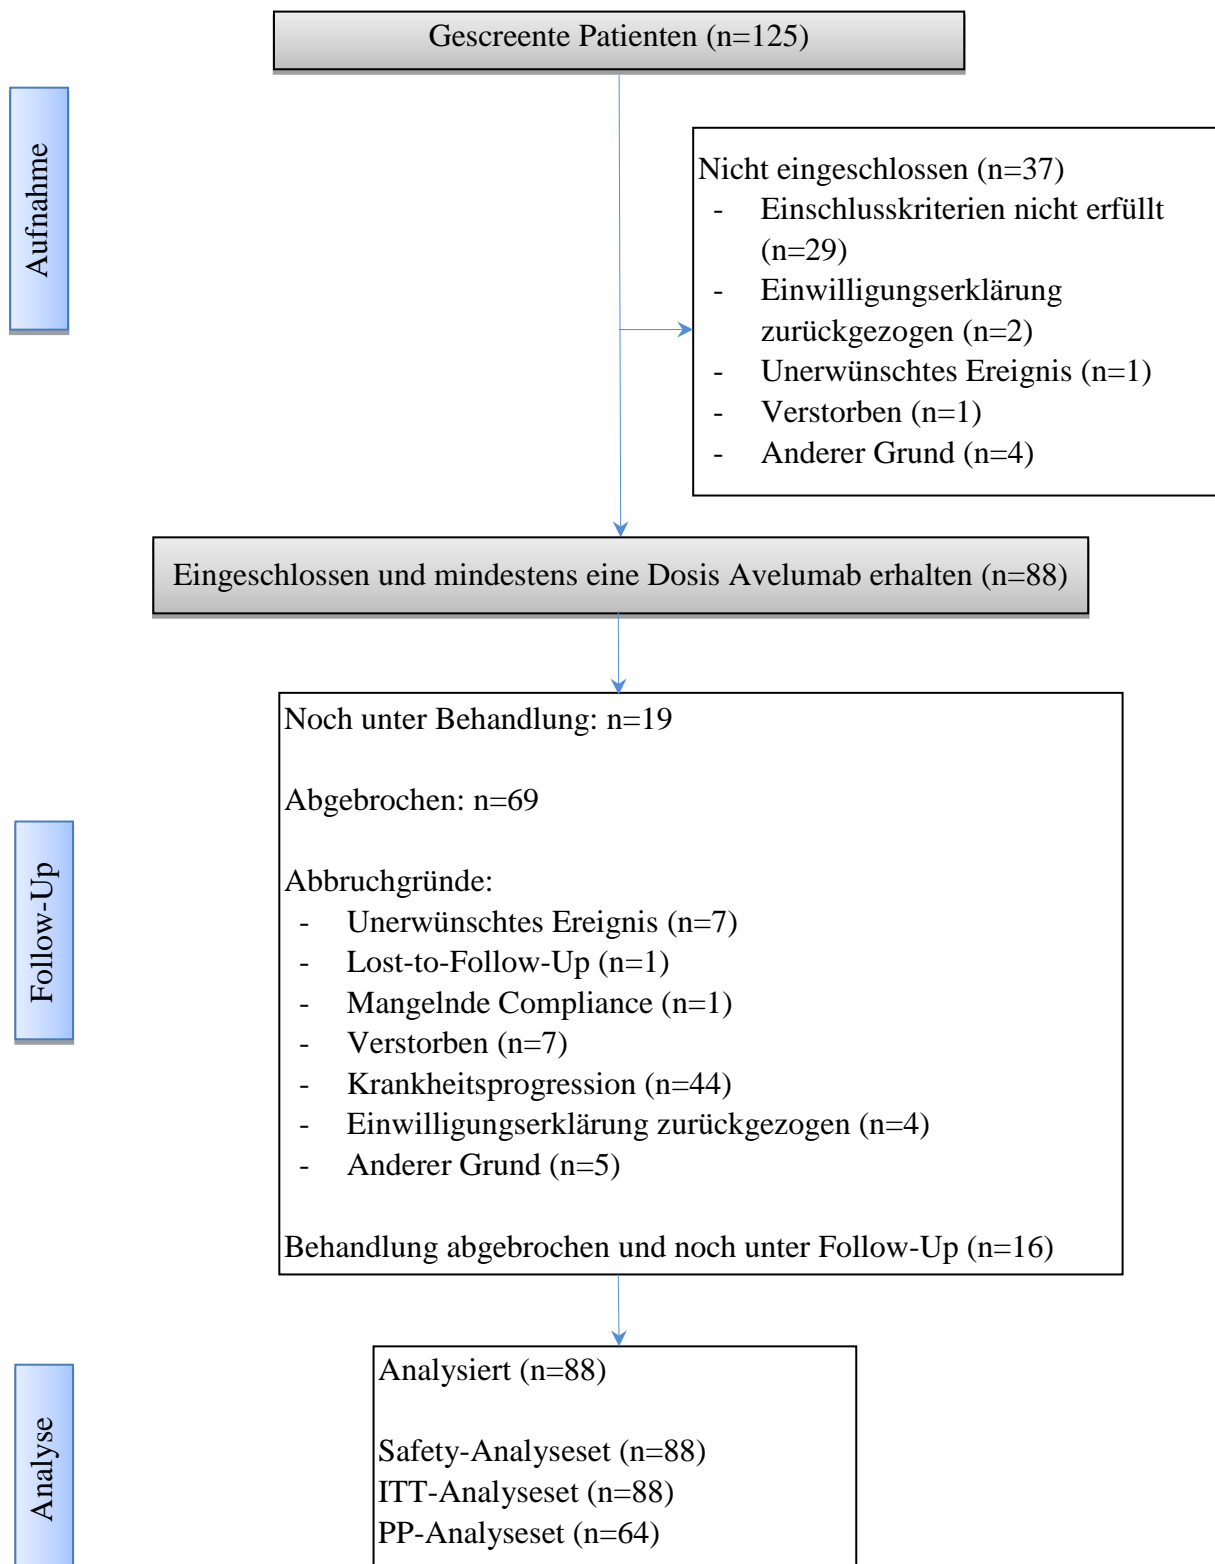 Gescreente Patienten (n=125)
Aufnahme
Nicht eingeschlossen (n=37)
- Einschlusskriterien nicht erfüllt
(n=29)
- Einwilligungserklärung
zurückgezogen (n=2)
- Unerwünschtes Ereignis (n=1)
- Verstorben (n=1)
- Anderer Grund (n=4)
Eingeschlossen und mindestens eine Dosis Avelumab erhalten (n=88)
Follow-Up
Noch unter Behandlung: n=19
Abgebrochen: n=69
Abbruchgründe:
- Unerwünschtes Ereignis (n=7)
- Lost-to-Follow-Up (n=1)
- Mangelnde Compliance (n=1)
- Verstorben (n=7)
- Krankheitsprogression (n=44)
- Einwilligungserklärung zurückgezogen (n=4)
- Anderer Grund (n=5)
Behandlung abgebrochen und noch unter Follow-Up (n=16)
Analyse
Analysiert (n=88)
Safety-Analyseset (n=88)
ITT-Analyseset (n=88)
PP-Analyseset (n=64)